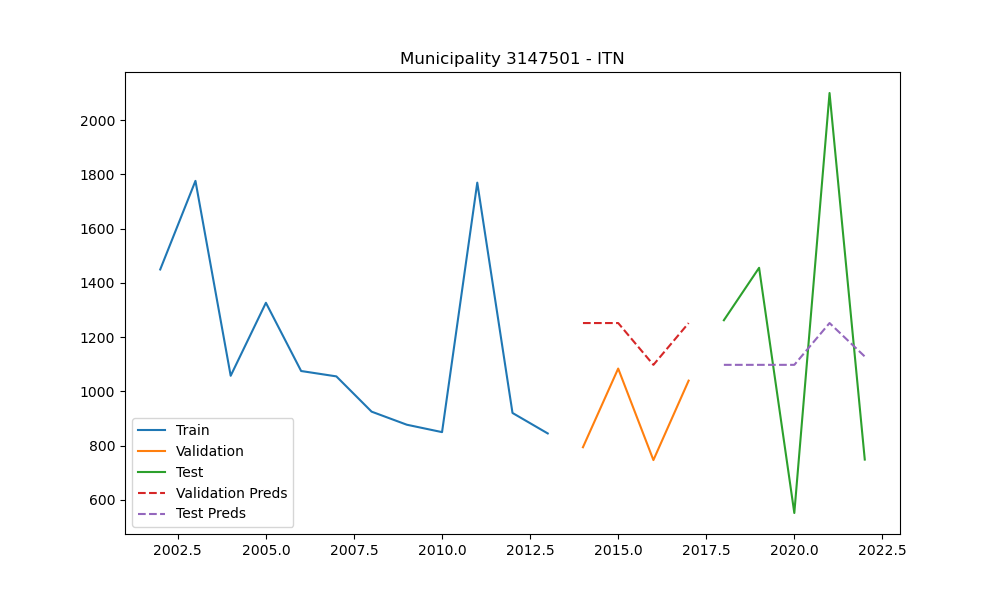 Municipality 3147501 - ITN
2000
1800
1600
1400
1200
1000
800
600
Train
Validation
Test
Validation Preds
Test Preds
2002.5 2005.0 2007.5 2010.0 2012.5 2015.0 2017.5 2020.0 2022.5